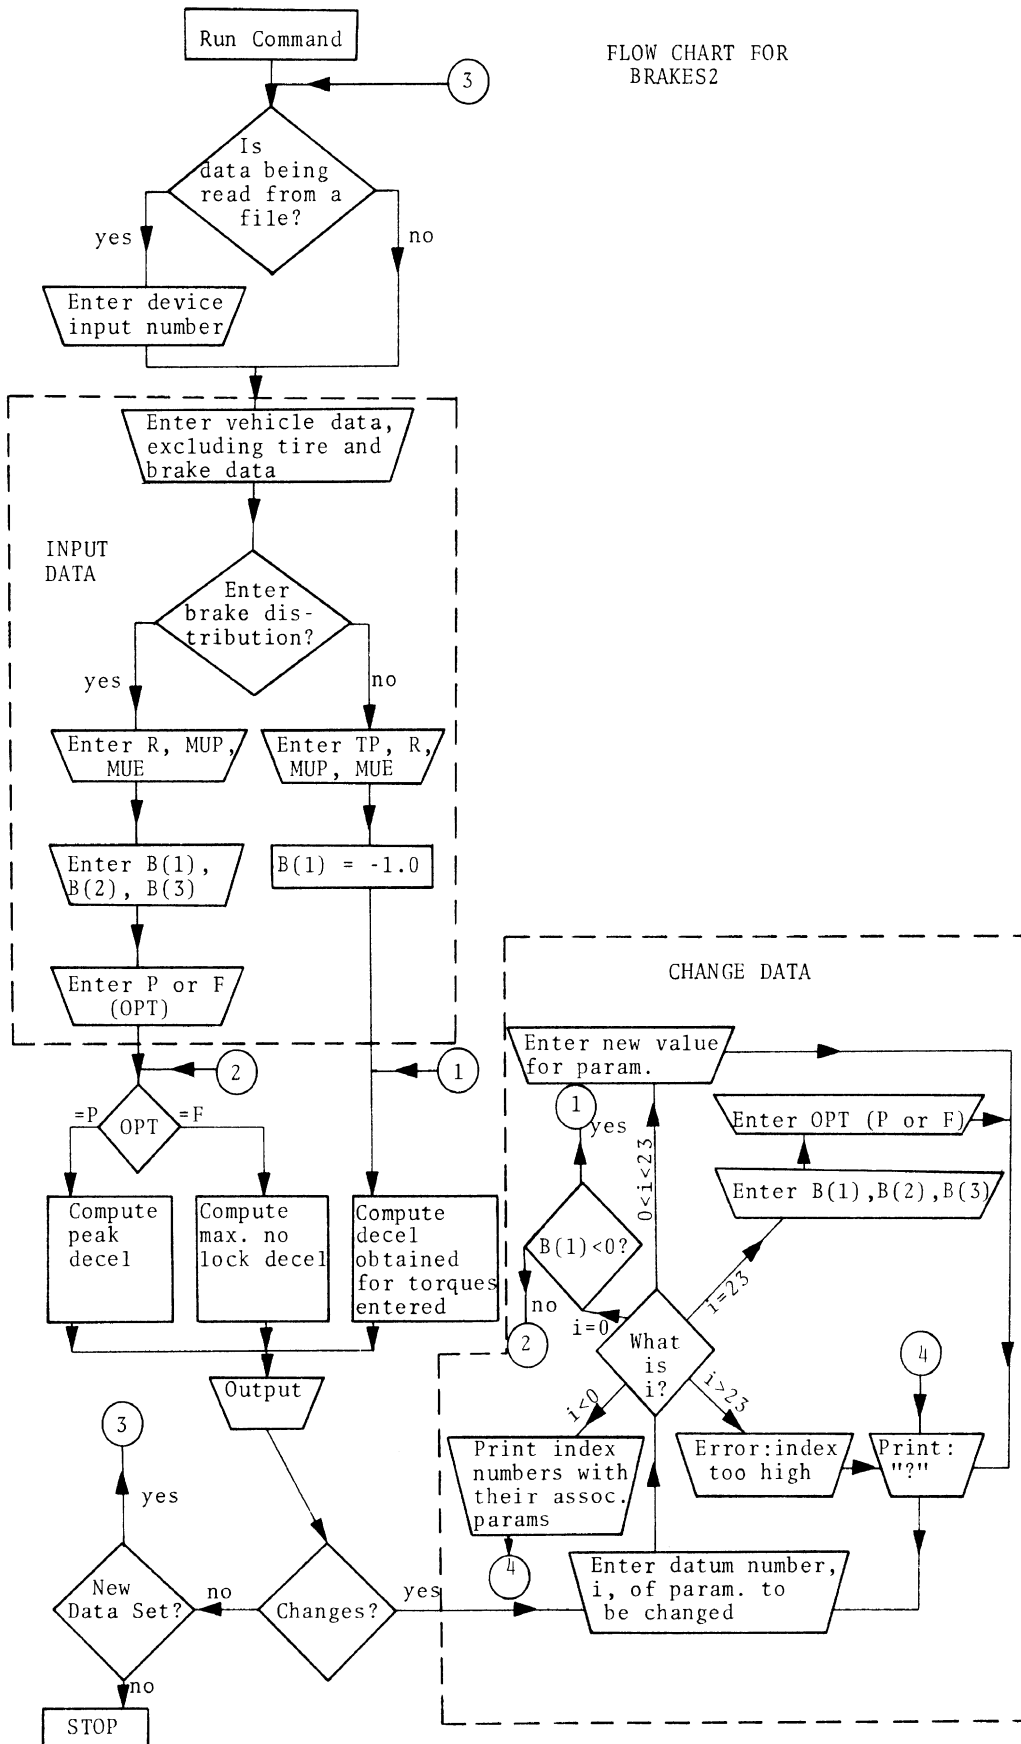 Run Command
FLOW CHART FOR
BRAKES2
3
Is
data being
read from a
file?
yes
no
Enter device
input number
Enter vehicle data,
excluding tire and
brake data
INPUT
DATA
Enter
brake dis-
tribution?
yes
no
Enter R, MUP,
MUE
Enter TP, R,
MUP, MUE
Enter B(1),
B(2), B(3)
B(1) = -1.0
Enter P or F
(OPT)
2
1
=P
OPT
=F
Compute
peak
decel
Compute
max. no
lock decel
Compute
decel
obtained
for torques
entered
Output
3
yes
New
Data Set?
no
Changes?
yes
no
STOP
CHANGE DATA
Enter new value
for param.
1
yes
Enter OPT (P or F)
0<i<23
Enter B(1),B(2),B(3)
B(1)<0?
no
i=0
i=23
2
What
is
i?
4
i<0
i>23
Print index
numbers with
their assoc.
params
Error:index
too high
Print:
"?"
4
Enter datum number,
i, of param. to
be changed